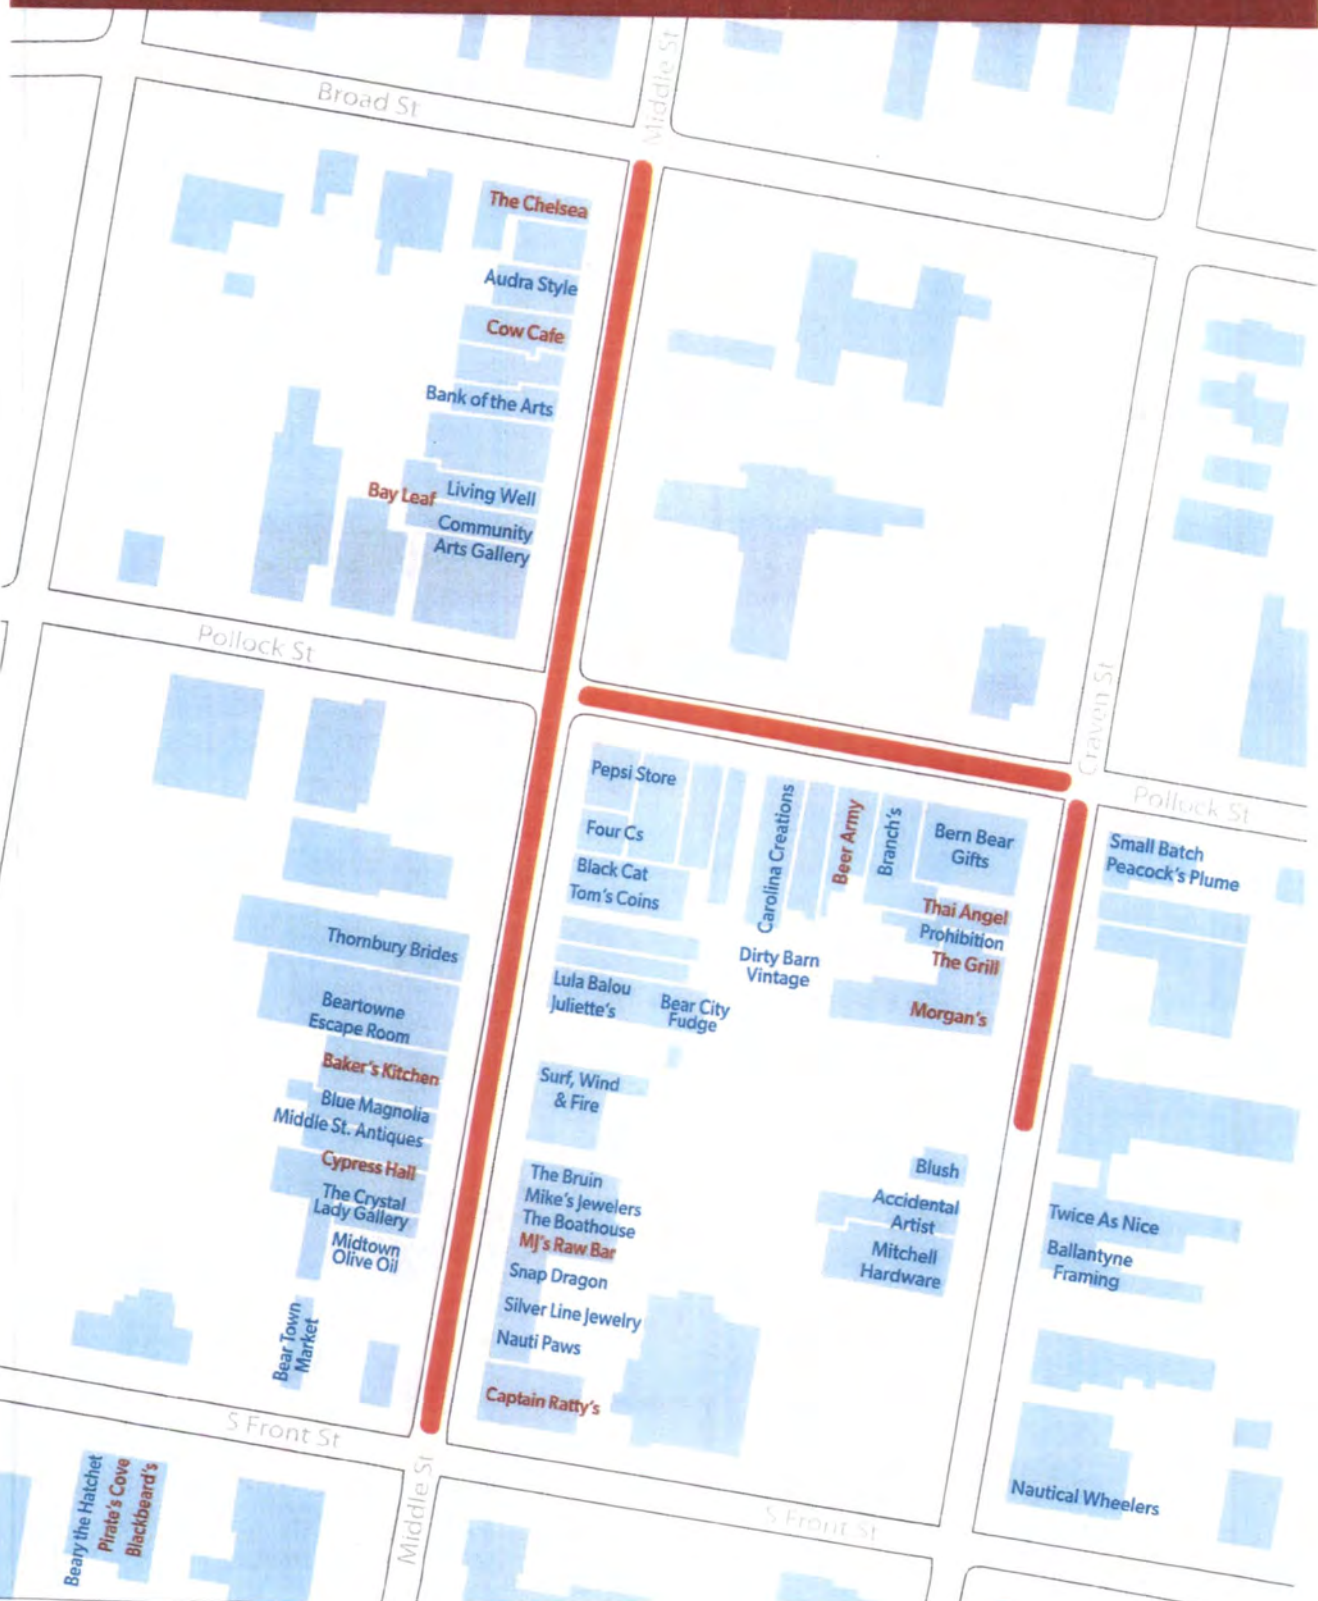 Broad St
Middle St
The Chelsea
Audra Style
Cow Cafe
Bank of the Arts
Bay Leaf
Living Well
Community
Arts Gallery
Pollock St
Craven St
Pollock St
Pepsi Store
Four Cs
Black Cat
Tom's Coins
Carolina Creations
Beer Army
Branch's
Bern Bear
Gifts
Small Batch
Peacock's Plume
Thai Angel
Prohibition
The Grill
Morgan's
Dirty Barn
Vintage
Thornbury Brides
Lula Balou
Juliette's
Bear City
Fudge
Beartowne
Escape Room
Baker's Kitchen
Blue Magnolia
Middle St. Antiques
Cypress Hall
The Crystal
Lady Gallery
Midtown
Olive Oil
Bear Town
Market
Surf, Wind
& Fire
The Bruin
Mike's Jewelers
The Boathouse
MJ's Raw Bar
Snap Dragon
Silver Line Jewelry
Nauti Paws
Captain Ratty's
Blush
Accidental
Artist
Mitchell
Hardware
Twice As Nice
Ballantyne
Framing
Nautical Wheelers
S Front St
Middle St
S Front St
Beary the Hatchet
Pirate's Cove
Blackbeard's